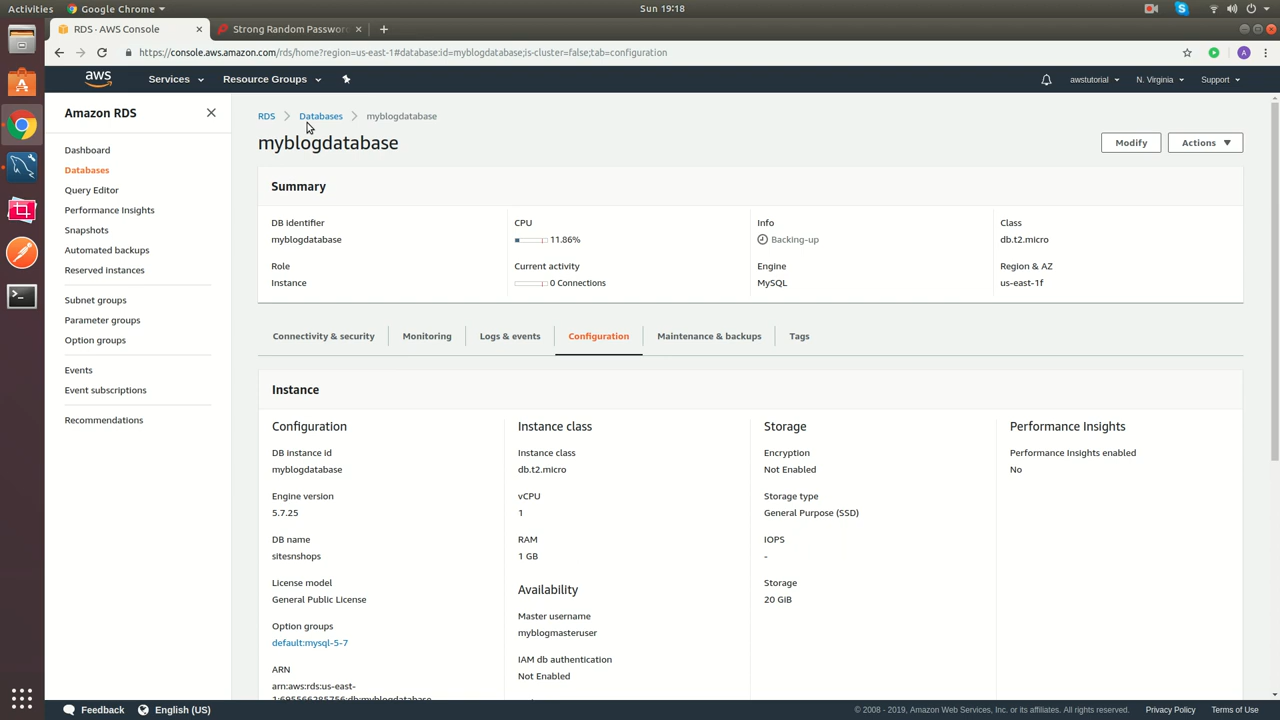 Activities
Google Chrome
Sun 19:18
RDS · AWS Console
Strong Random Password
https://console.aws.amazon.com/rds/home?region=us-east-1#database:id=myblogdatabase;is-cluster=false;tab=configuration
A
aws
Services
Resource Groups
awstutorial
N. Virginia
Support
Amazon RDS
Dashboard
Databases
Query Editor
Performance Insights
Snapshots
Automated backups
Reserved instances
Subnet groups
Parameter groups
Option groups
Events
Event subscriptions
Recommendations
RDS
Databases
myblogdatabase
myblogdatabase
Modify
Actions
Summary
DB identifier
myblogdatabase
CPU
11.86%
Info
Backing-up
Class
db.t2.micro
Role
Instance
Current activity
0 Connections
Engine
MySQL
Region & AZ
us-east-1f
Connectivity & security
Monitoring
Logs & events
Configuration
Maintenance & backups
Tags
Instance
Configuration
DB instance id
myblogdatabase
Engine version
5.7.25
DB name
sitesnshops
License model
General Public License
Option groups
default:mysql-5-7
ARN
arn:aws:rds:us-east-
Instance class
Instance class
db.t2.micro
vCPU
1
RAM
1 GB
Availability
Master username
myblogmasteruser
IAM db authentication
Not Enabled
Storage
Encryption
Not Enabled
Storage type
General Purpose (SSD)
IOPS
-
Storage
20 GiB
Performance Insights
Performance Insights enabled
No
Feedback
English (US)
© 2008 - 2019, Amazon Web Services, Inc. or its affiliates. All rights reserved.
Privacy Policy
Terms of Use